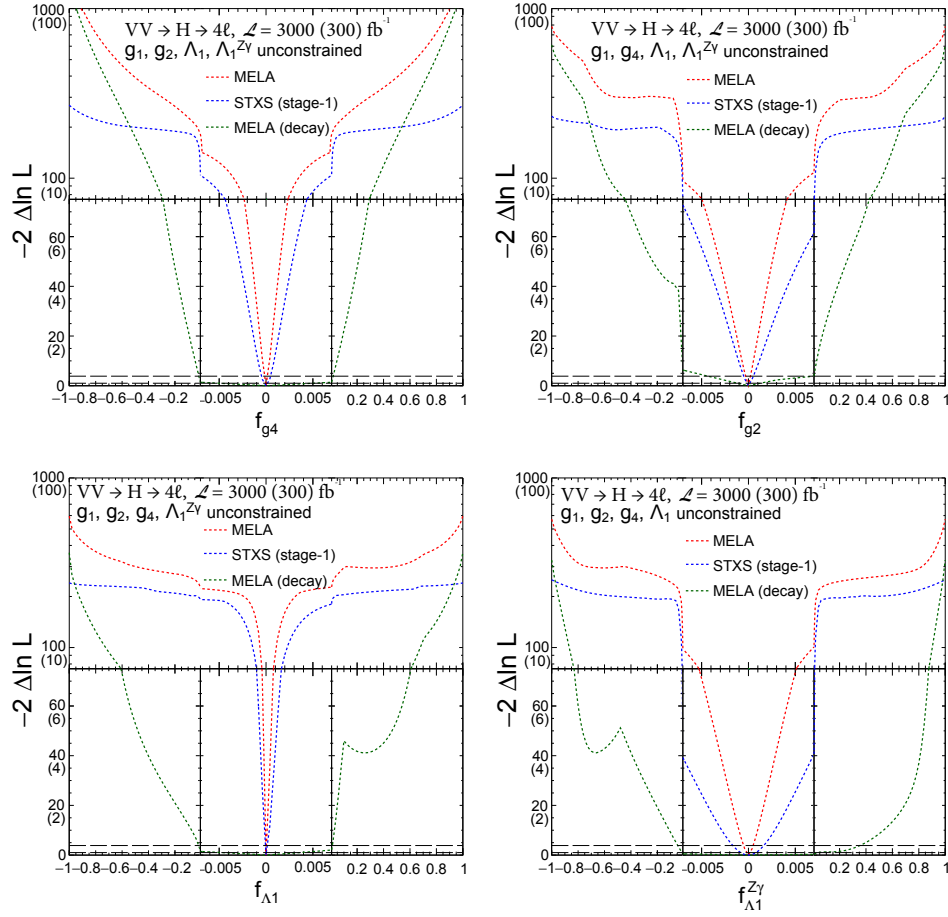 1000
(100)
VV → H → 4ℓ, ℒ = 3000 (300) fb⁻¹
g₁, g₂, Λ₁, Λ₁^Zγ unconstrained
MELA
STXS (stage-1)
MELA (decay)
100
(10)
−2 Δln L
60
(6)
40
(4)
20
(2)
0
−1 −0.8 −0.6 −0.4 −0.2 −0.005 0 0.005 0.2 0.4 0.6 0.8 1
f_g4
1000
(100)
VV → H → 4ℓ, ℒ = 3000 (300) fb⁻¹
g₁, g₄, Λ₁, Λ₁^Zγ unconstrained
MELA
STXS (stage-1)
MELA (decay)
100
(10)
−2 Δln L
60
(6)
40
(4)
20
(2)
0
−1 −0.8 −0.6 −0.4 −0.2 −0.005 0 0.005 0.2 0.4 0.6 0.8 1
f_g2
1000
(100)
VV → H → 4ℓ, ℒ = 3000 (300) fb⁻¹
g₁, g₂, g₄, Λ₁^Zγ unconstrained
MELA
STXS (stage-1)
MELA (decay)
100
(10)
−2 Δln L
60
(6)
40
(4)
20
(2)
0
−1 −0.8 −0.6 −0.4 −0.2 −0.005 0 0.005 0.2 0.4 0.6 0.8 1
f_Λ1
1000
(100)
VV → H → 4ℓ, ℒ = 3000 (300) fb⁻¹
g₁, g₂, g₄, Λ₁ unconstrained
MELA
STXS (stage-1)
MELA (decay)
100
(10)
−2 Δln L
60
(6)
40
(4)
20
(2)
0
−1 −0.8 −0.6 −0.4 −0.2 −0.005 0 0.005 0.2 0.4 0.6 0.8 1
f_Λ1^Zγ